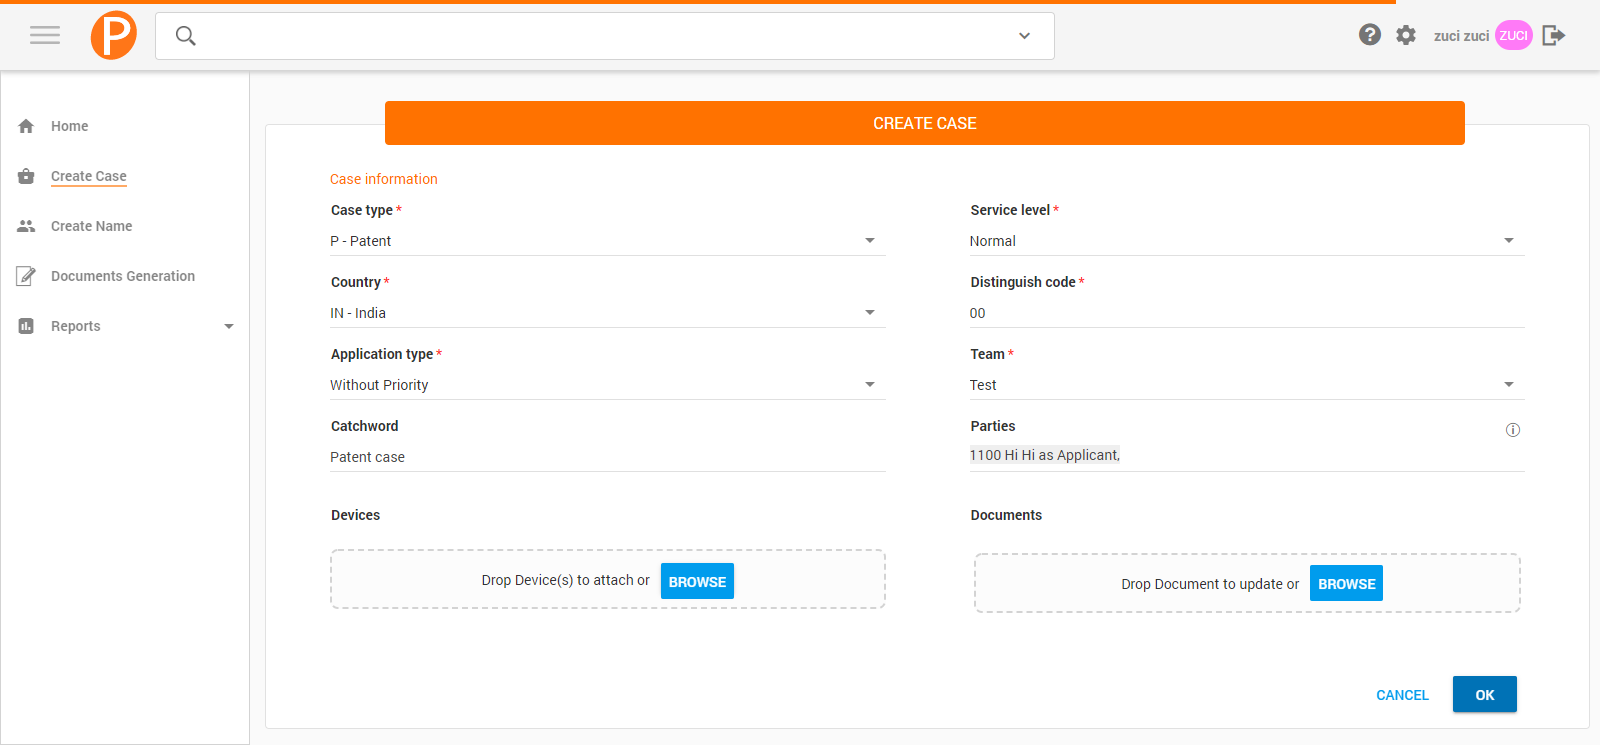 P
zuci zuci ZUCI
Home
Create Case
Create Name
Documents Generation
Reports
CREATE CASE
Case information
Case type *
P - Patent
Service level *
Normal
Country *
IN - India
Distinguish code *
00
Application type *
Without Priority
Team *
Test
Catchword
Patent case
Parties
1100 Hi Hi as Applicant,
Devices
Drop Device(s) to attach or BROWSE
Documents
Drop Document to update or BROWSE
CANCEL OK